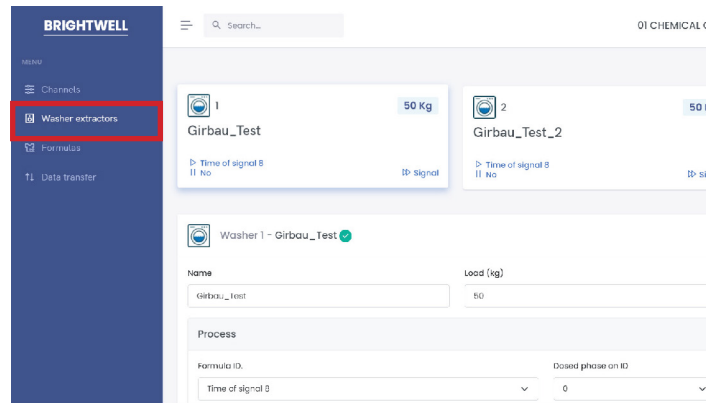 BRIGHTWELL
Search...
01 CHEMICAL
MENU
Channels
Washer extractors
Formulas
Data transfer
1
50 Kg
Girbau_Test
Time of signal 8
No
Signal
2
50
Girbau_Test_2
Time of signal 8
No
Washer 1 - Girbau_Test
Name
Load (kg)
Girbau_Test
50
Process
Formula ID.
Dosed phase on ID
Time of signal 8
0